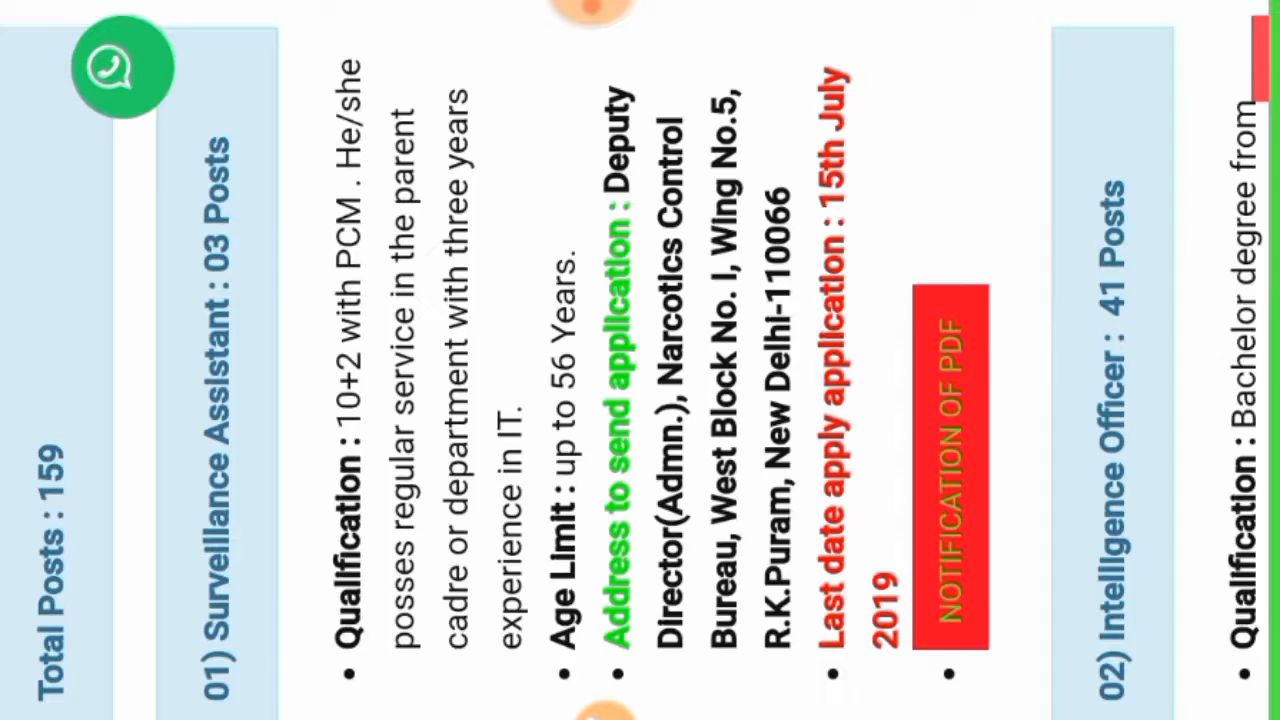 Total Posts : 159
01) Surveillance Assistant : 03 Posts
Qualification : 10+2 with PCM . He/she
posses regular service in the parent
cadre or department with three years
experience in IT.
Age Limit : up to 56 Years.
Address to send application : Deputy
Director(Admn.), Narcotics Control
Bureau, West Block No. I, Wing No.5,
R.K.Puram, New Delhi-110066
Last date apply application : 15th July
2019
NOTIFICATION OF PDF
02) Intelligence Officer : 41 Posts
Qualification : Bachelor degree from